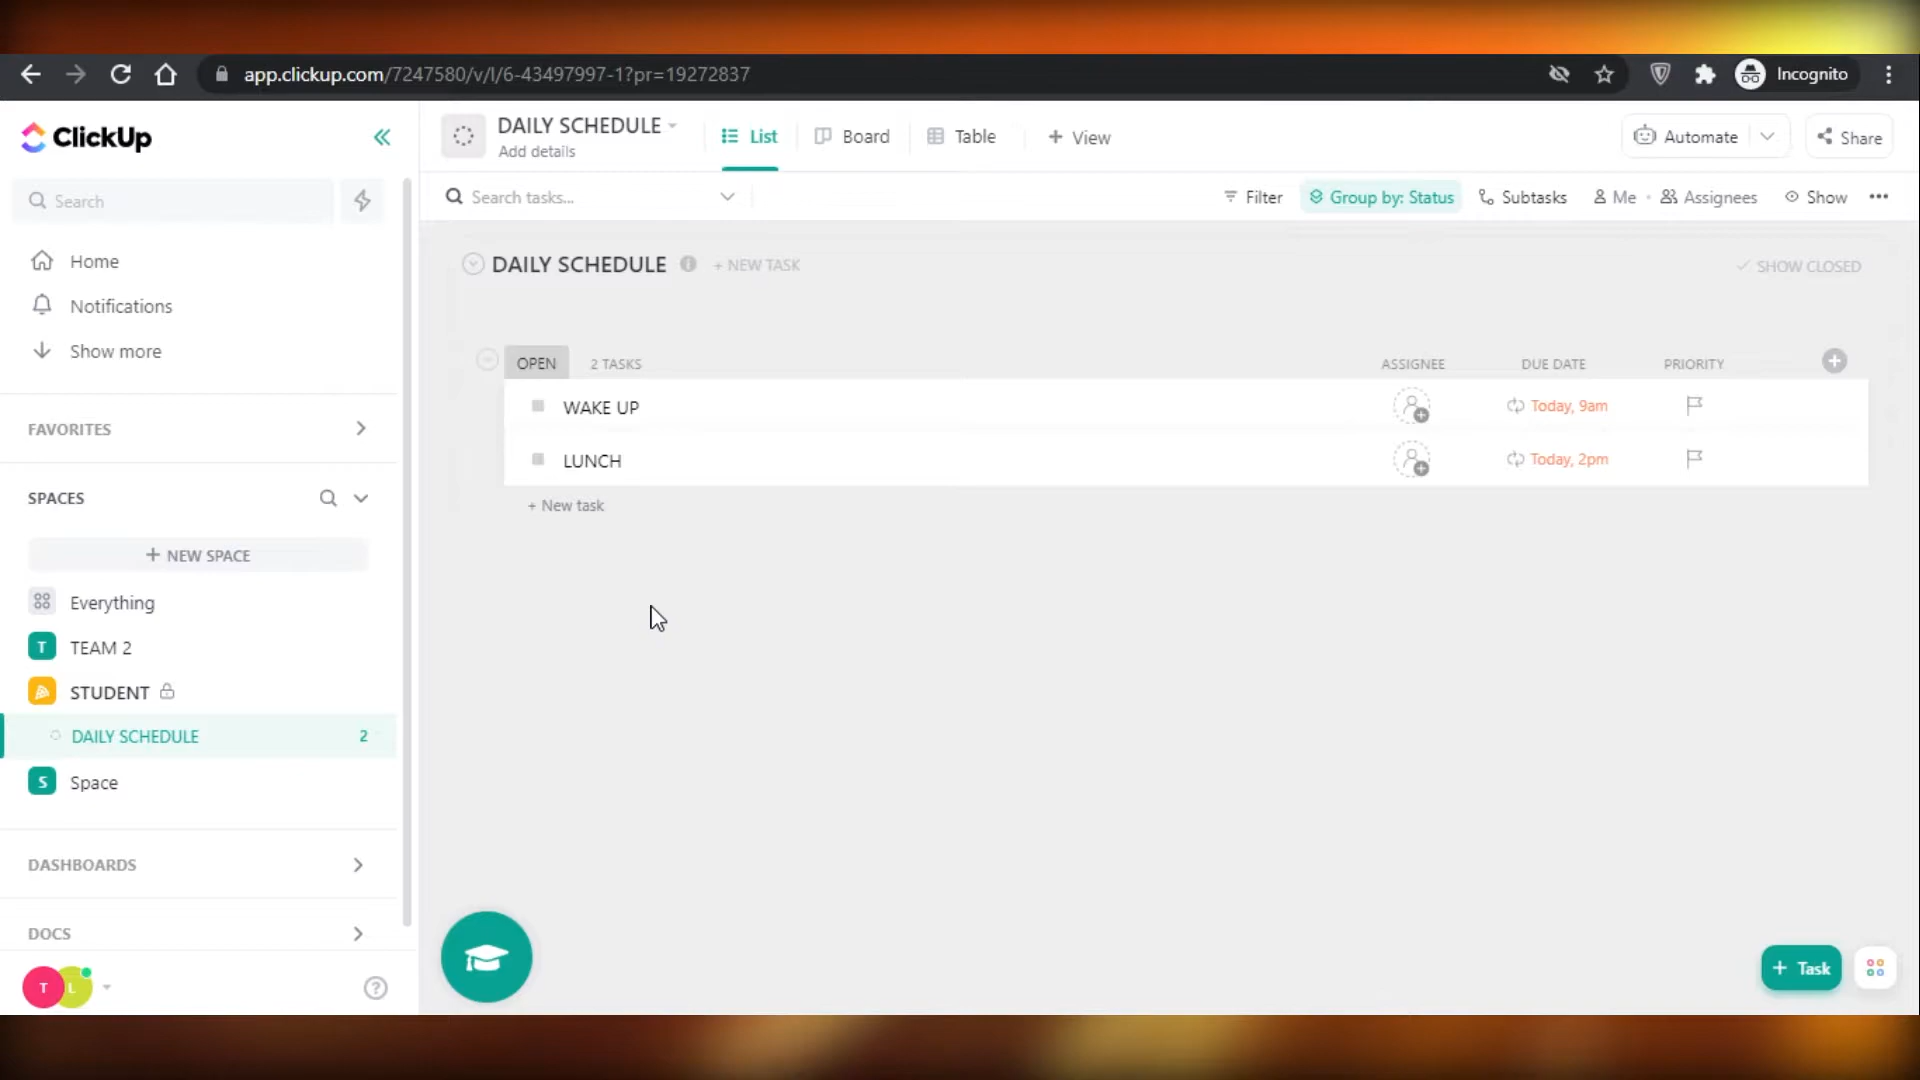 app.clickup.com/7247580/v/l/6-43497997-1?pr=19272837
Incognito
ClickUp
Search
Home
Notifications
Show more
FAVORITES
SPACES
+ NEW SPACE
Everything
T TEAM 2
STUDENT
DAILY SCHEDULE 2
S Space
DASHBOARDS
DOCS
T L
DAILY SCHEDULE
Add details
List
Board
Table
+ View
Automate
Share
Search tasks...
Filter
Group by: Status
Subtasks
Me
Assignees
Show
DAILY SCHEDULE + NEW TASK
SHOW CLOSED
OPEN 2 TASKS ASSIGNEE DUE DATE PRIORITY
WAKE UP Today, 9am
LUNCH Today, 2pm
+ New task
+ Task